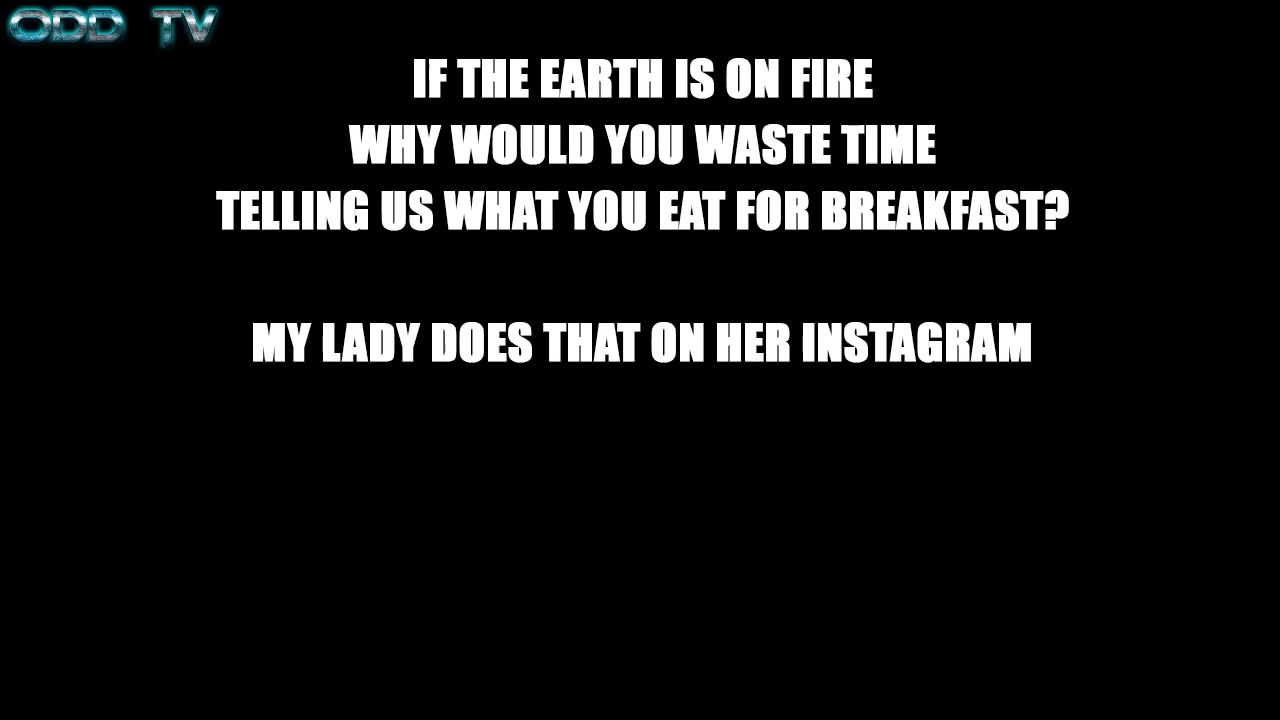 ODD TV
IF THE EARTH IS ON FIRE
WHY WOULD YOU WASTE TIME
TELLING US WHAT YOU EAT FOR BREAKFAST?
MY LADY DOES THAT ON HER INSTAGRAM